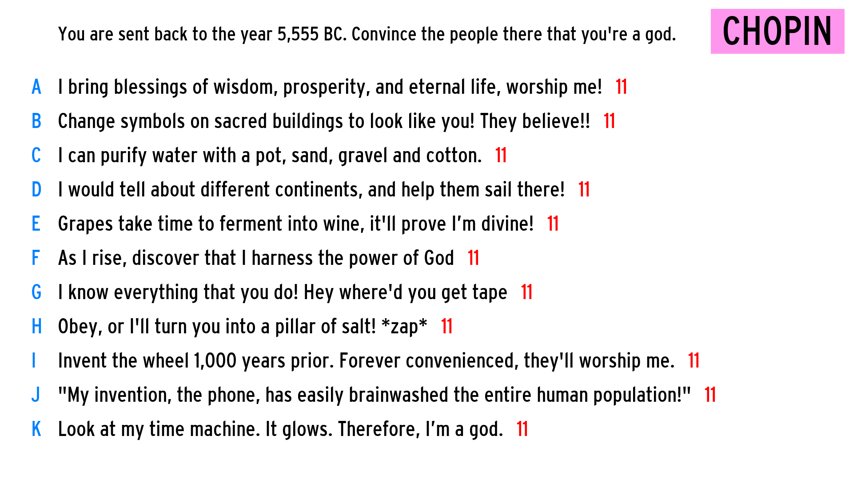 You are sent back to the year 5,555 BC. Convince the people there that you're a god.
CHOPIN
A I bring blessings of wisdom, prosperity, and eternal life, worship me! 11
B Change symbols on sacred buildings to look like you! They believe!! 11
C I can purify water with a pot, sand, gravel and cotton. 11
D I would tell about different continents, and help them sail there! 11
E Grapes take time to ferment into wine, it'll prove I’m divine! 11
F As I rise, discover that I harness the power of God 11
G I know everything that you do! Hey where'd you get tape 11
H Obey, or I'll turn you into a pillar of salt! *zap* 11
I Invent the wheel 1,000 years prior. Forever convenienced, they'll worship me. 11
J "My invention, the phone, has easily brainwashed the entire human population!" 11
K Look at my time machine. It glows. Therefore, I’m a god. 11